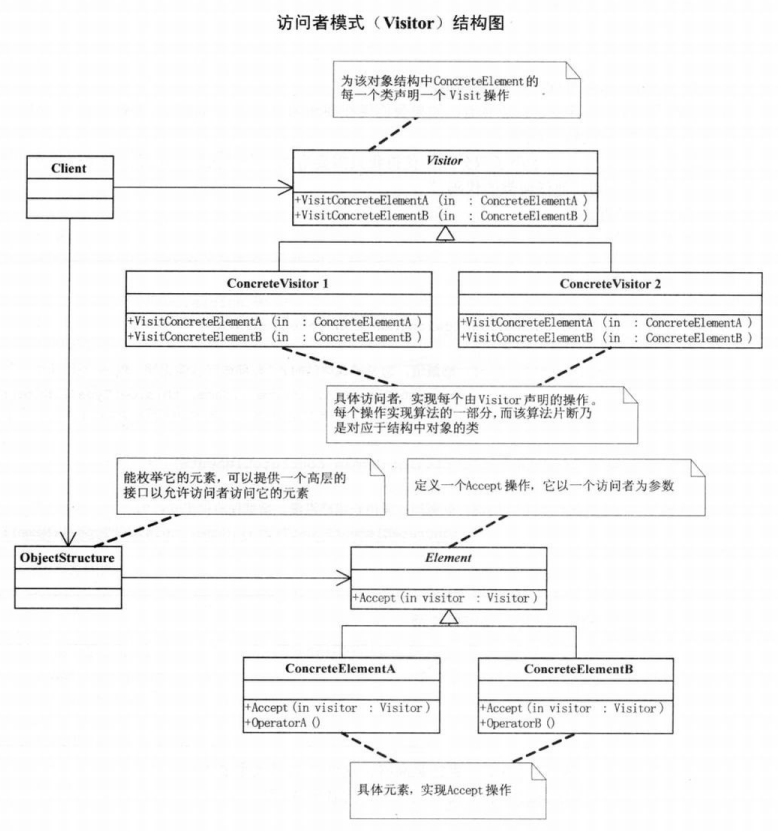 访问者模式（Visitor）结构图
为该对象结构中ConcreteElement的
每一个类声明一个 Visit 操作
Client
Visitor
+VisitConcreteElementA (in : ConcreteElementA )
+VisitConcreteElementB (in : ConcreteElementB )
ConcreteVisitor 1
+VisitConcreteElementA (in : ConcreteElementA )
+VisitConcreteElementB (in : ConcreteElementB )
ConcreteVisitor 2
+VisitConcreteElementA (in : ConcreteElementA )
+VisitConcreteElementB (in : ConcreteElementB )
具体访问者，实现每个由Visitor 声明的操作。
每个操作实现算法的一部分,而该算法片断乃
是对应于结构中对象的类
能枚举它的元素，可以提供一个高层的
接口以允许访问者访问它的元素
定义一个Accept 操作，它以一个访问者为参数
ObjectStructure
Element
+Accept(in visitor : Visitor)
ConcreteElementA
+Accept(in visitor : Visitor)
+OperatorA ()
ConcreteElementB
+Accept(in visitor : Visitor)
+OperatorB ()
具体元素，实现Accept 操作